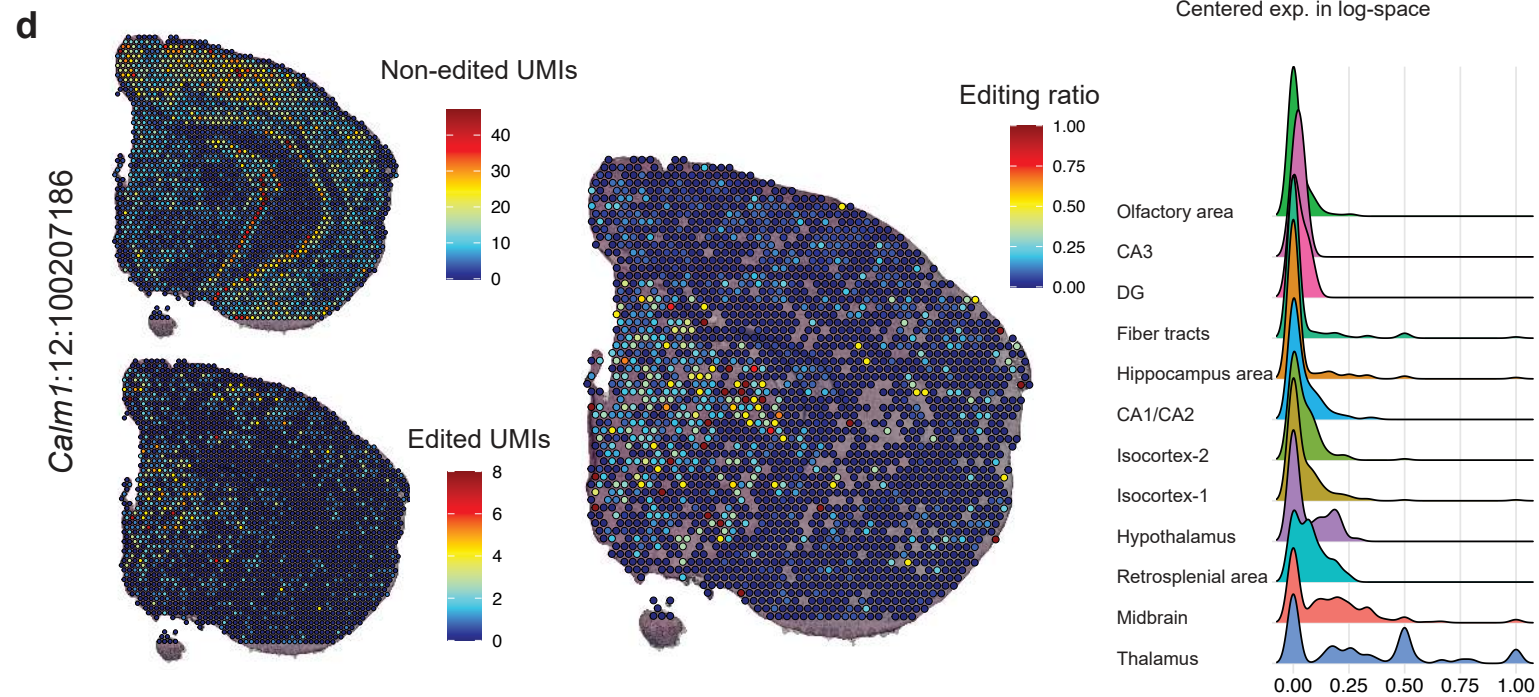 d
Centered exp. in log-space
Calm1:12:100207186
Non-edited UMIs
40
30
20
10
0
Edited UMIs
8
6
4
2
0
Editing ratio
1.00
0.75
0.50
0.25
0.00
Olfactory area
CA3
DG
Fiber tracts
Hippocampus area
CA1/CA2
Isocortex-2
Isocortex-1
Hypothalamus
Retrosplenial area
Midbrain
Thalamus
0.00 0.25 0.50 0.75 1.00